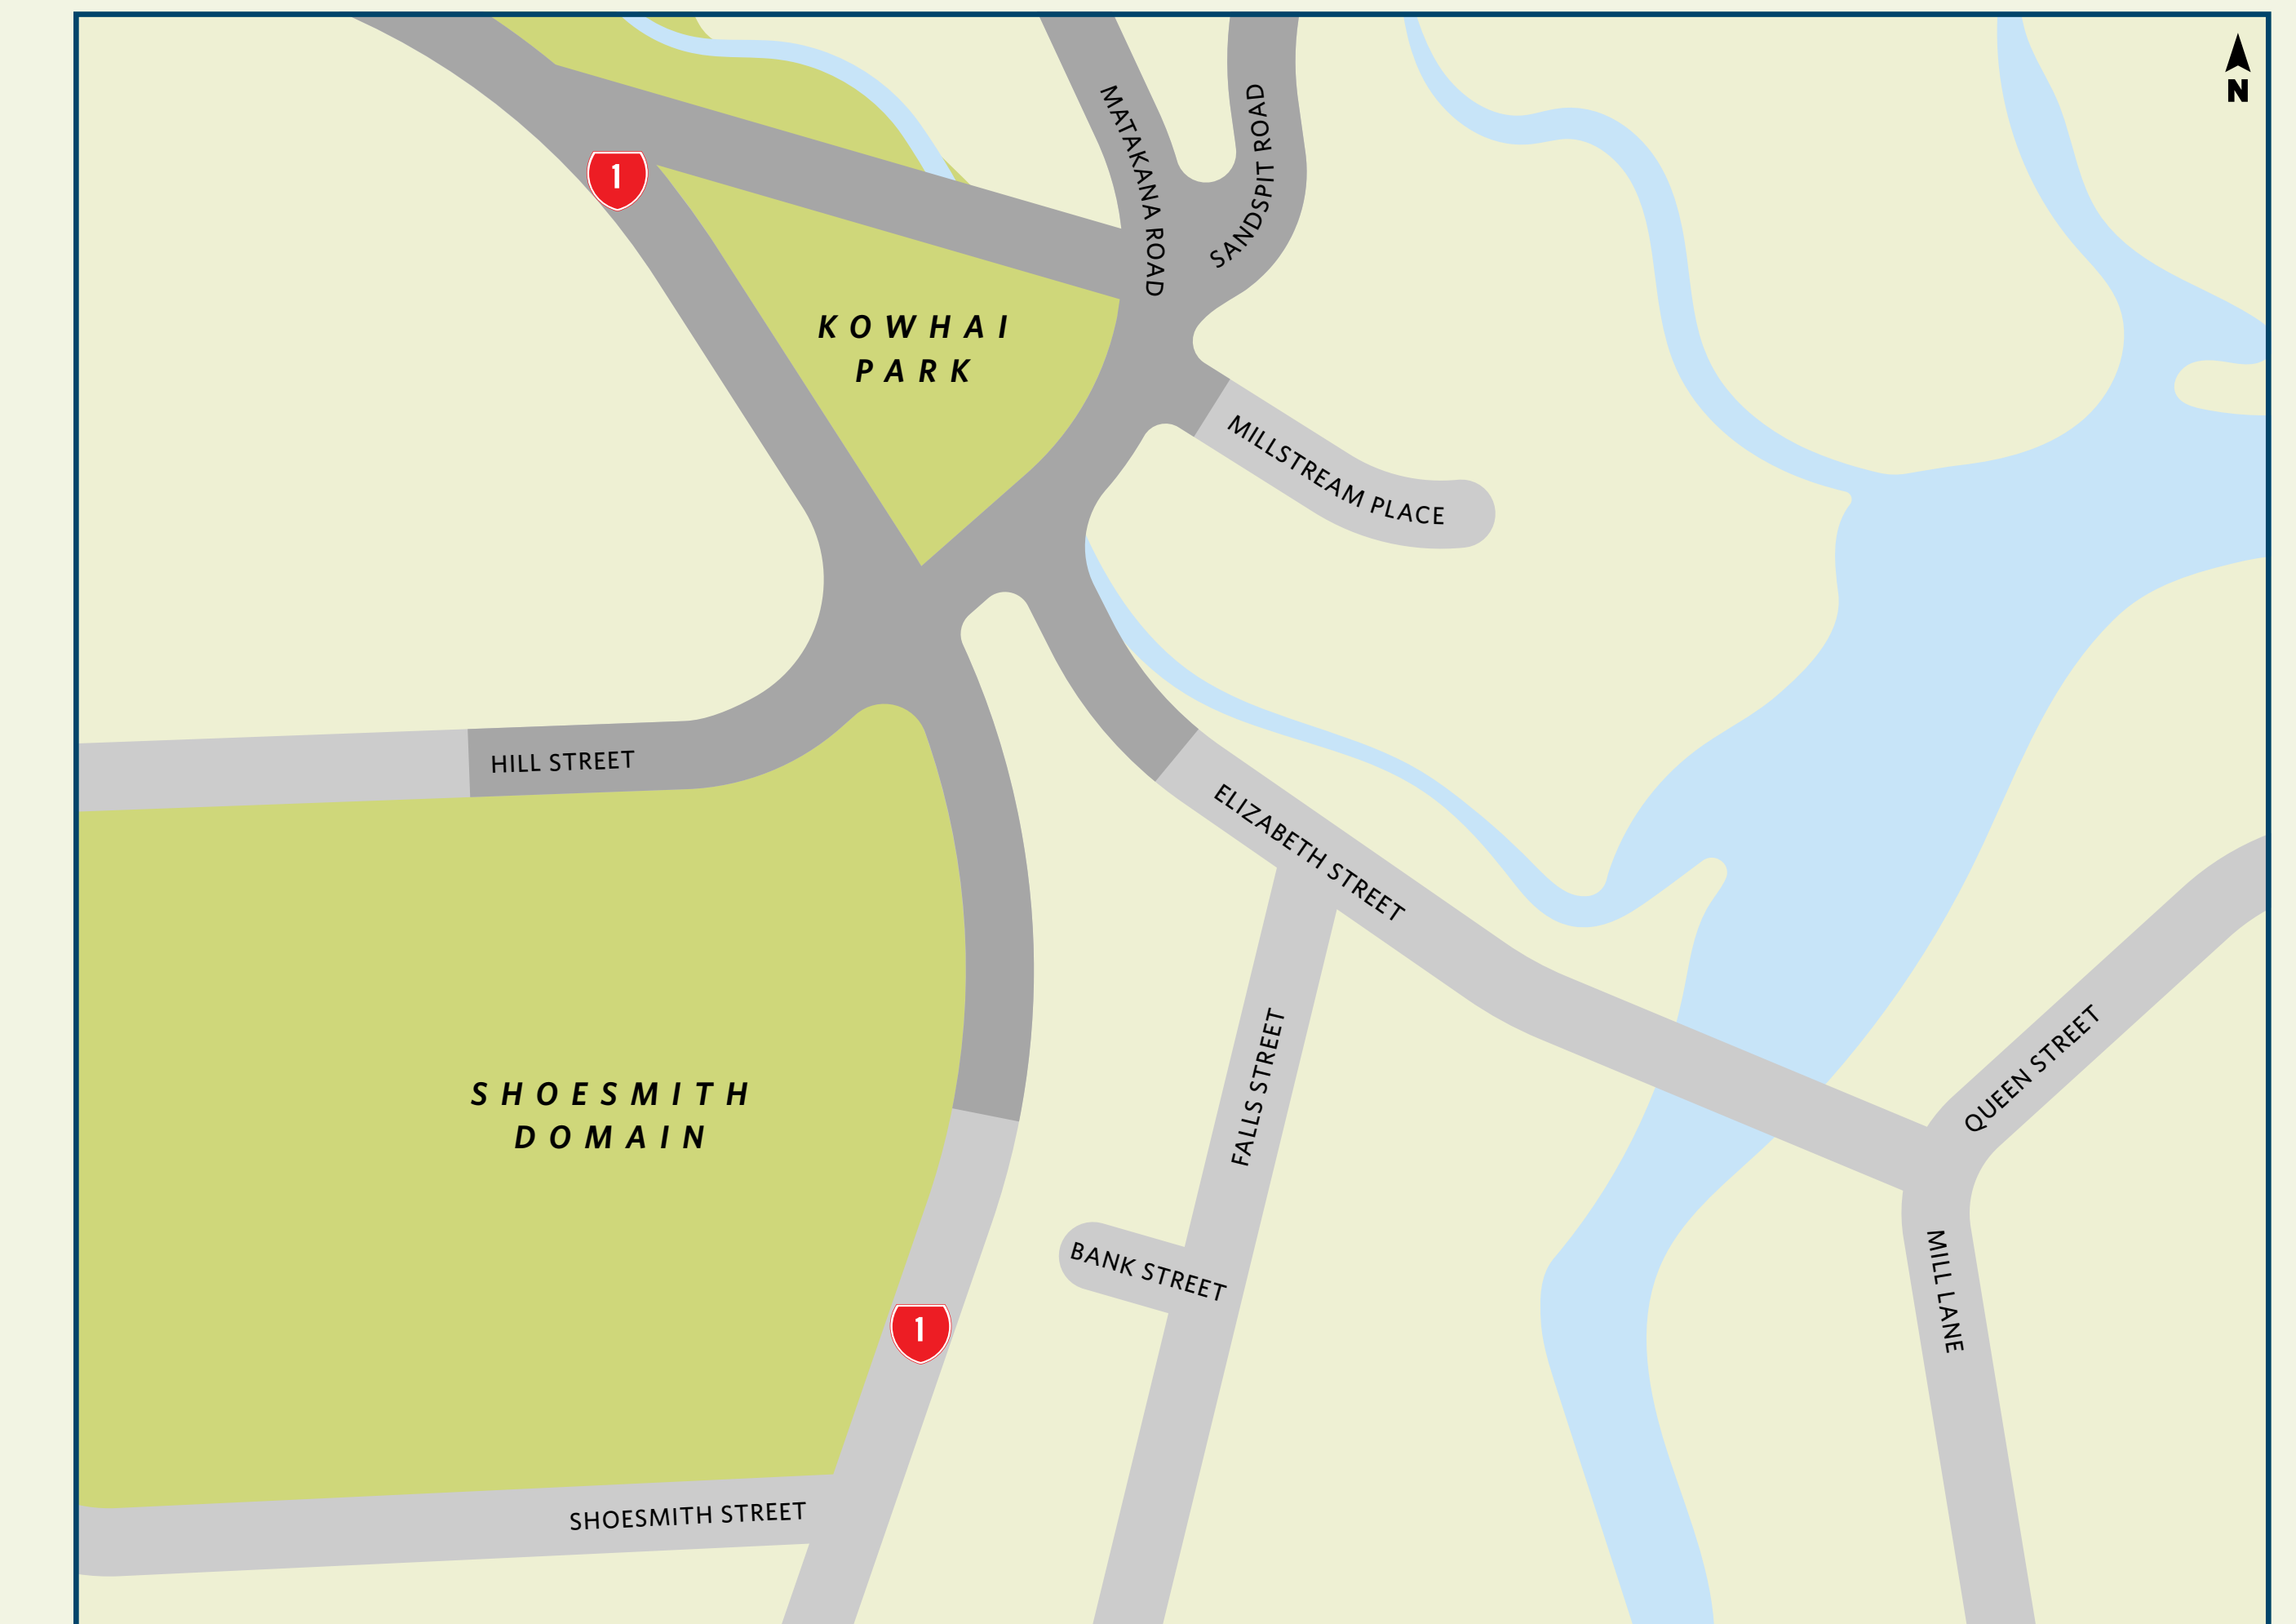 N
MATAKANA ROAD
SANDSPIT ROAD
1
KOWHAI
PARK
MILLSTREAM PLACE
HILL STREET
ELIZABETH STREET
SHOESMITH
DOMAIN
FALLS STREET
QUEEN STREET
BANK STREET
MILL LANE
1
SHOESMITH STREET